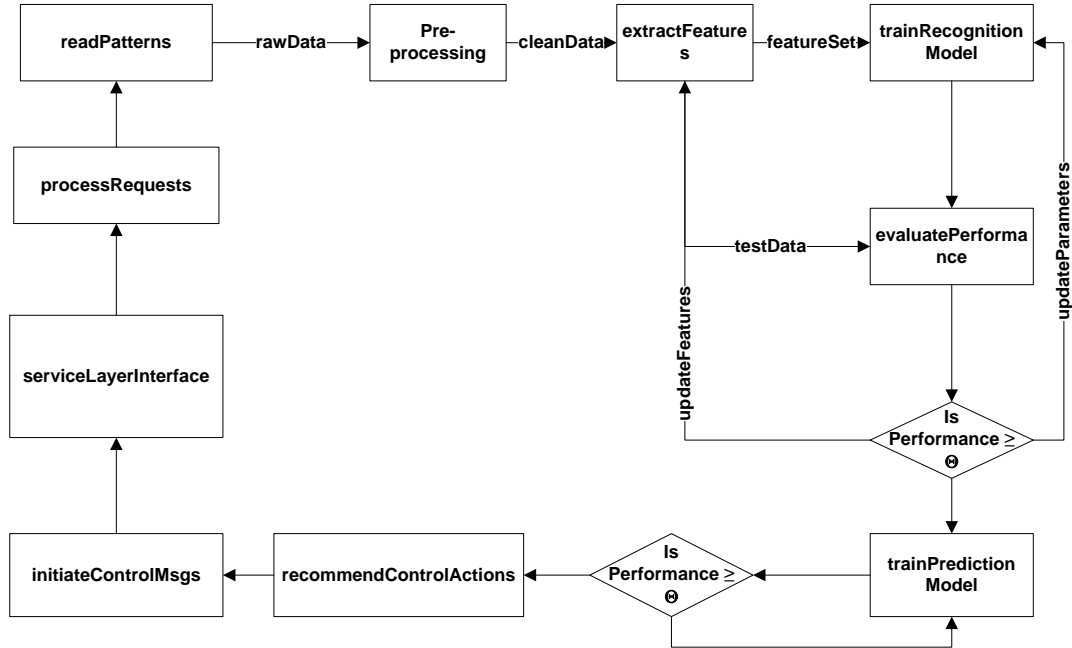 readPatterns
rawData
Pre-
processing
cleanData
extractFeature
s
featureSet
trainRecognition
Model
processRequests
updateParameters
testData
evaluatePerforma
nce
updateFeatures
serviceLayerInterface
Is
Performance ≥
Θ
initiateControlMsgs
recommendControlActions
Is
Performance ≥
Θ
trainPrediction
Model